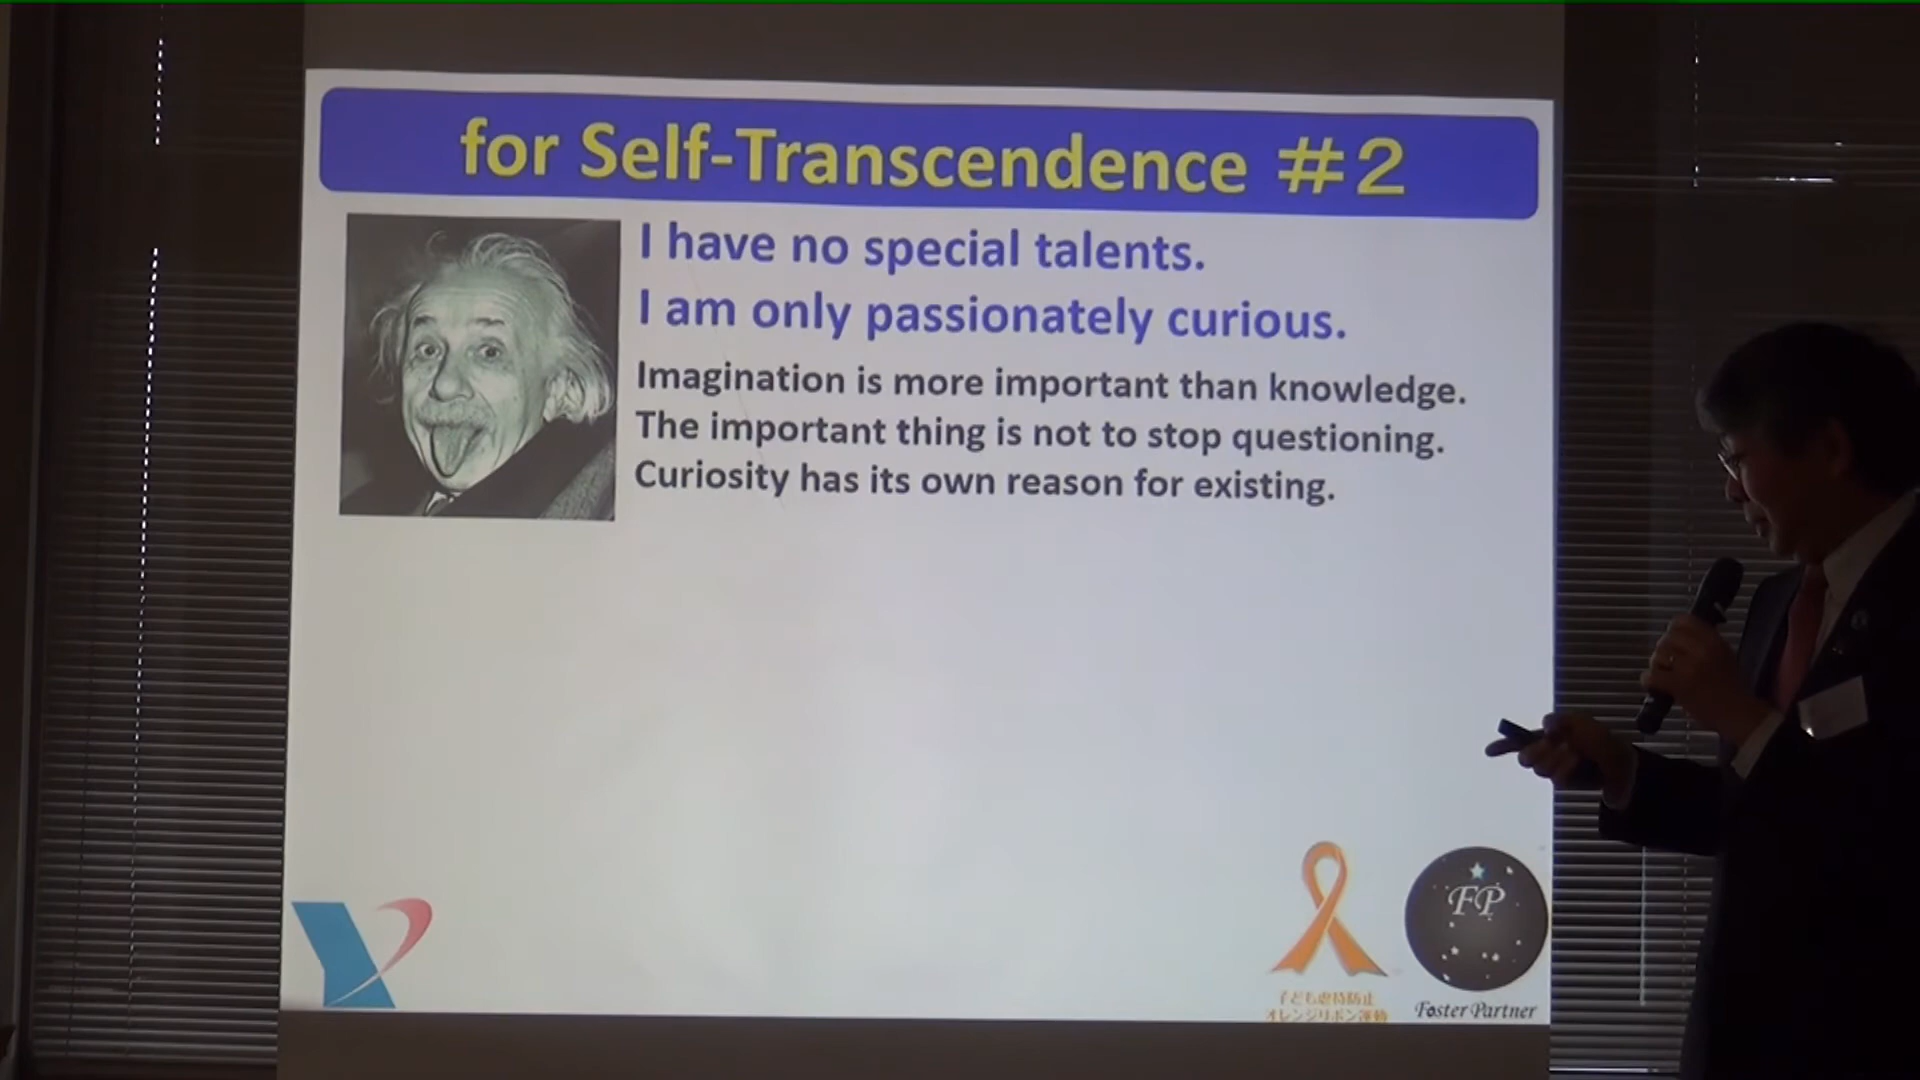 for Self-Transcendence #2
I have no special talents.
I am only passionately curious.
Imagination is more important than knowledge.
The important thing is not to stop questioning.
Curiosity has its own reason for existing.
FP
子ども虐待防止
オレンジリボン運動
Foster Partner